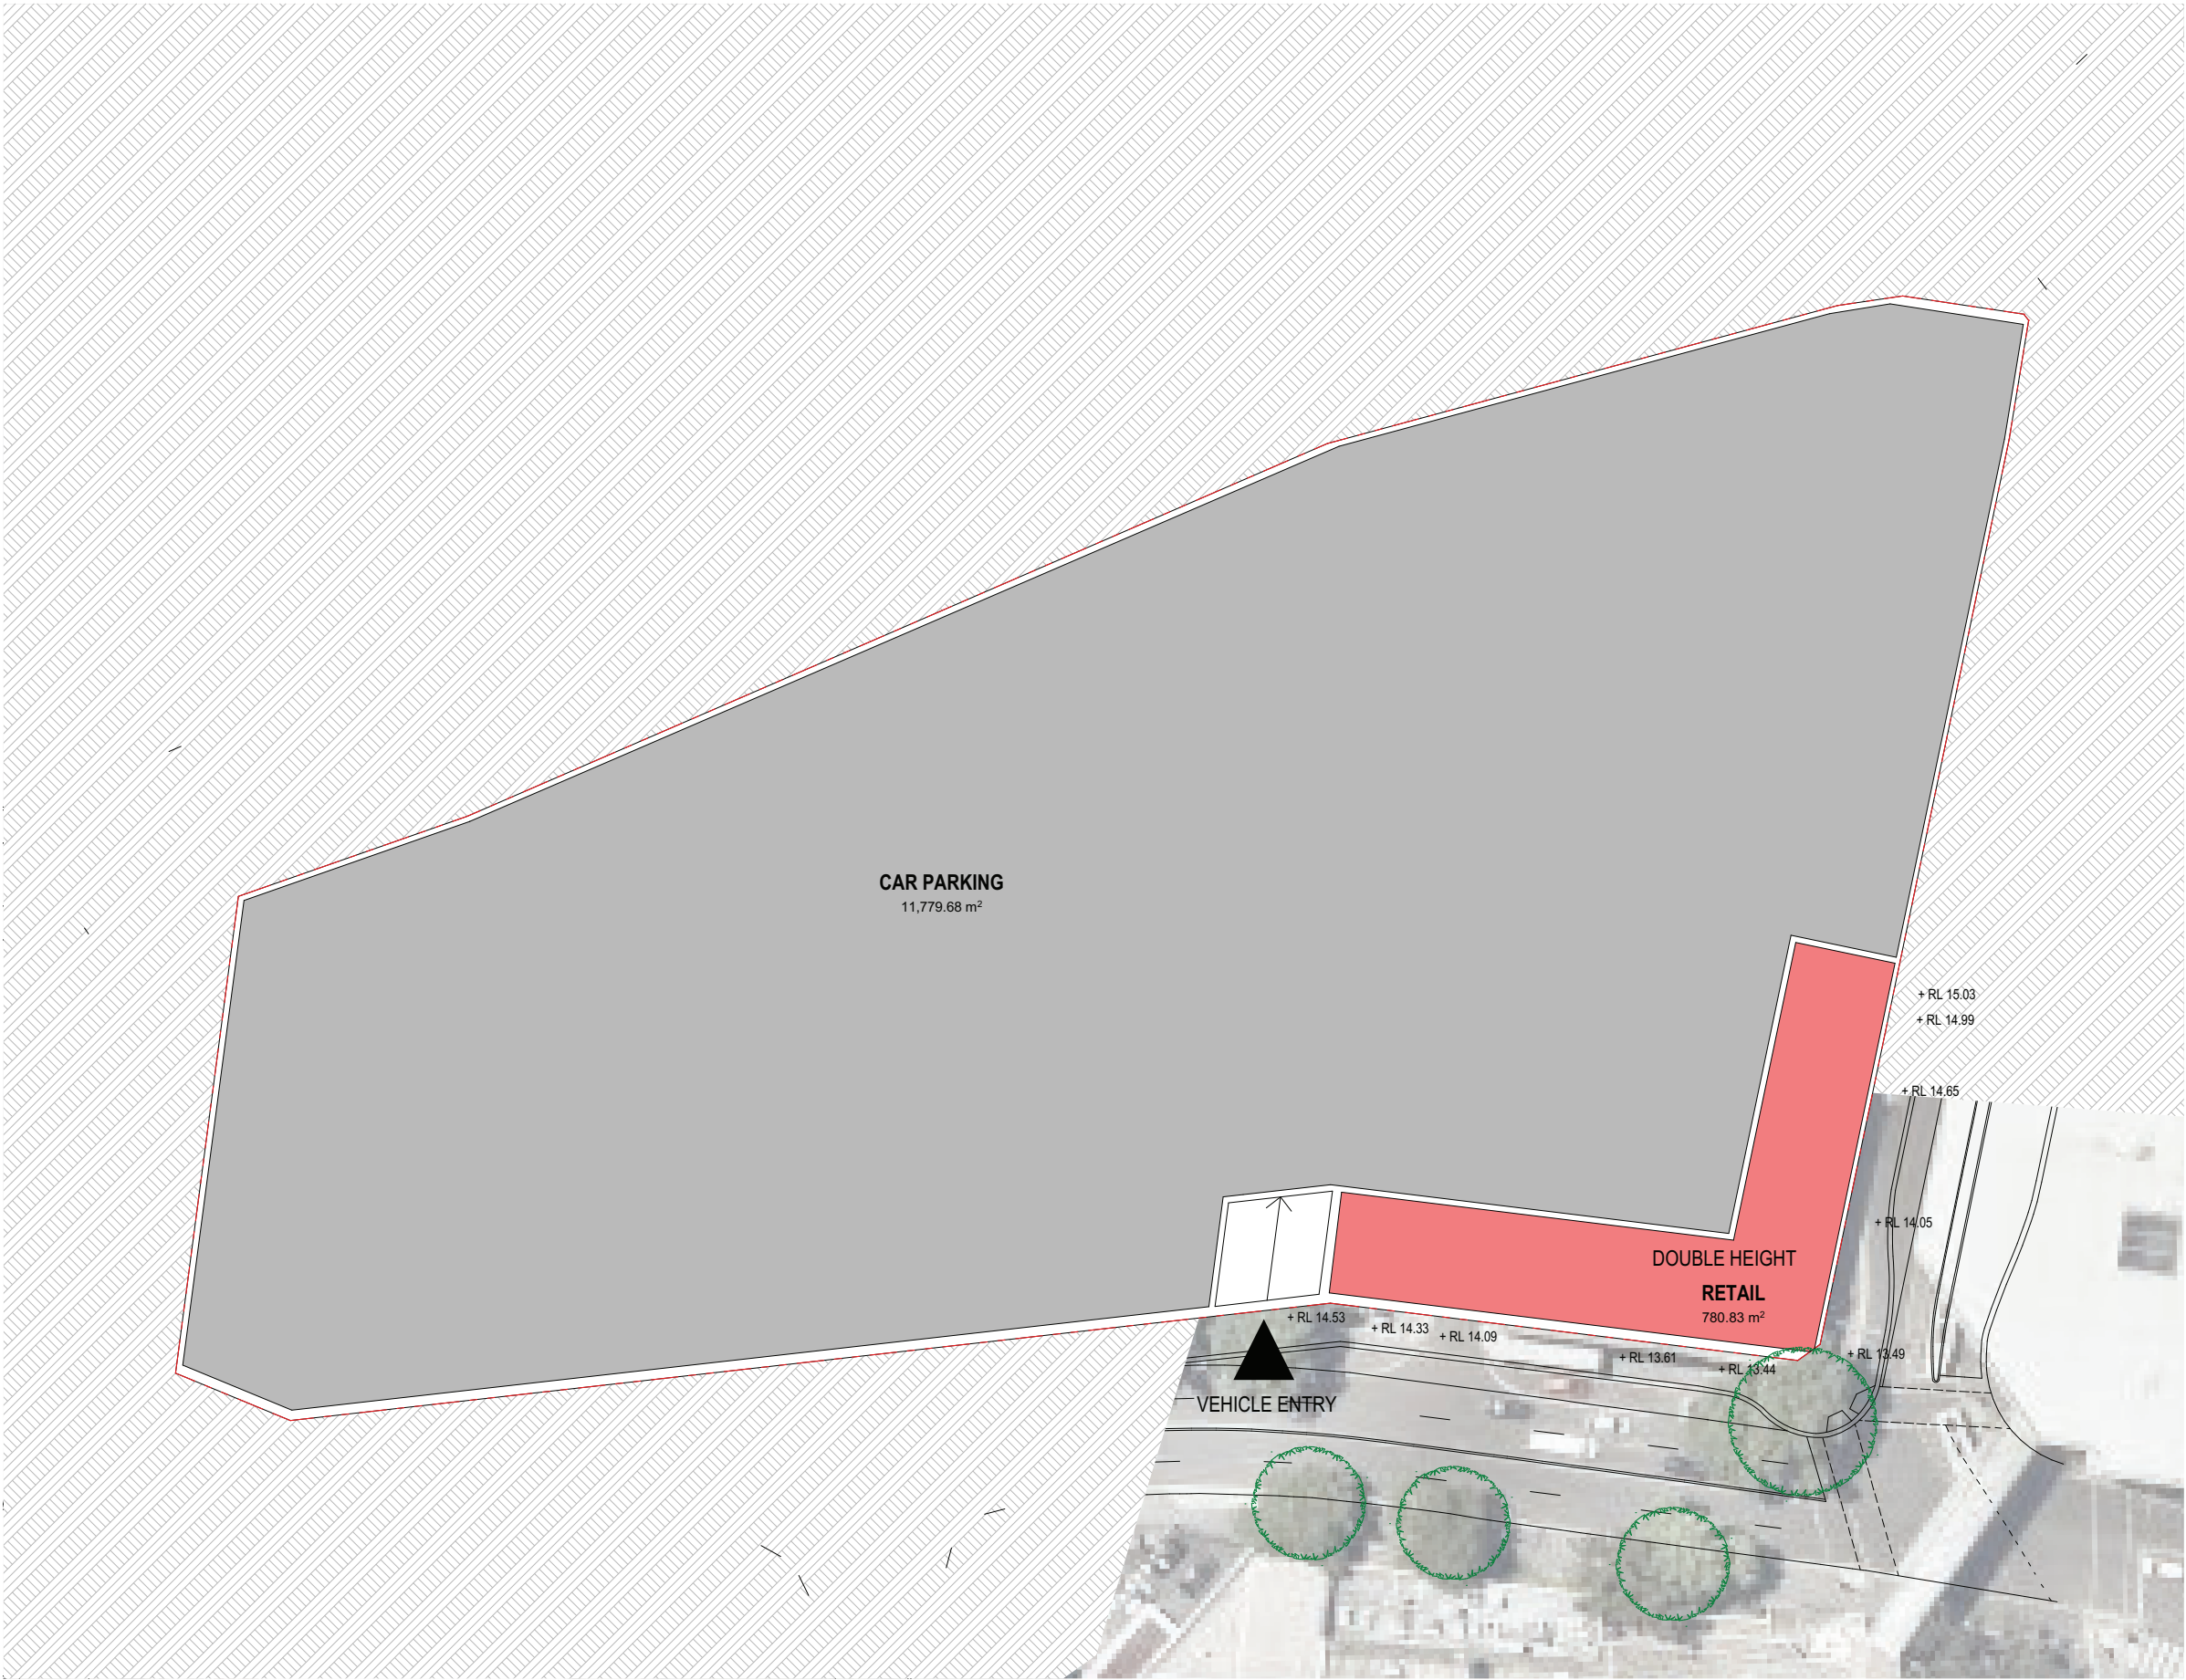 CAR PARKING
11,779.68 m²
+ RL 15.03
+ RL 14.99
+ RL 14.65
+ RL 14.05
DOUBLE HEIGHT
RETAIL
780.83 m²
+ RL 14.53
+ RL 14.33
+ RL 14.09
+ RL 13.61
+ RL 13.44
+ RL 13.49
VEHICLE ENTRY